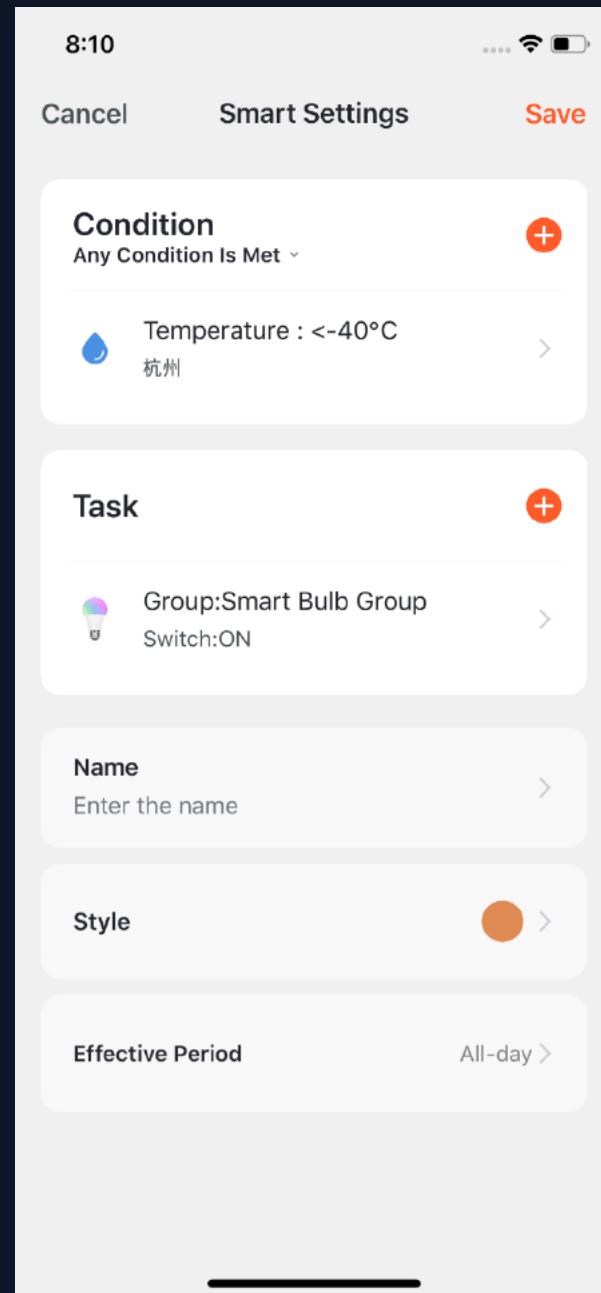 8:10
Cancel Smart Settings Save
Condition
Any Condition Is Met
Temperature : <-40°C
杭州
Task
Group:Smart Bulb Group
Switch:ON
Name
Enter the name
Style
Effective Period All-day